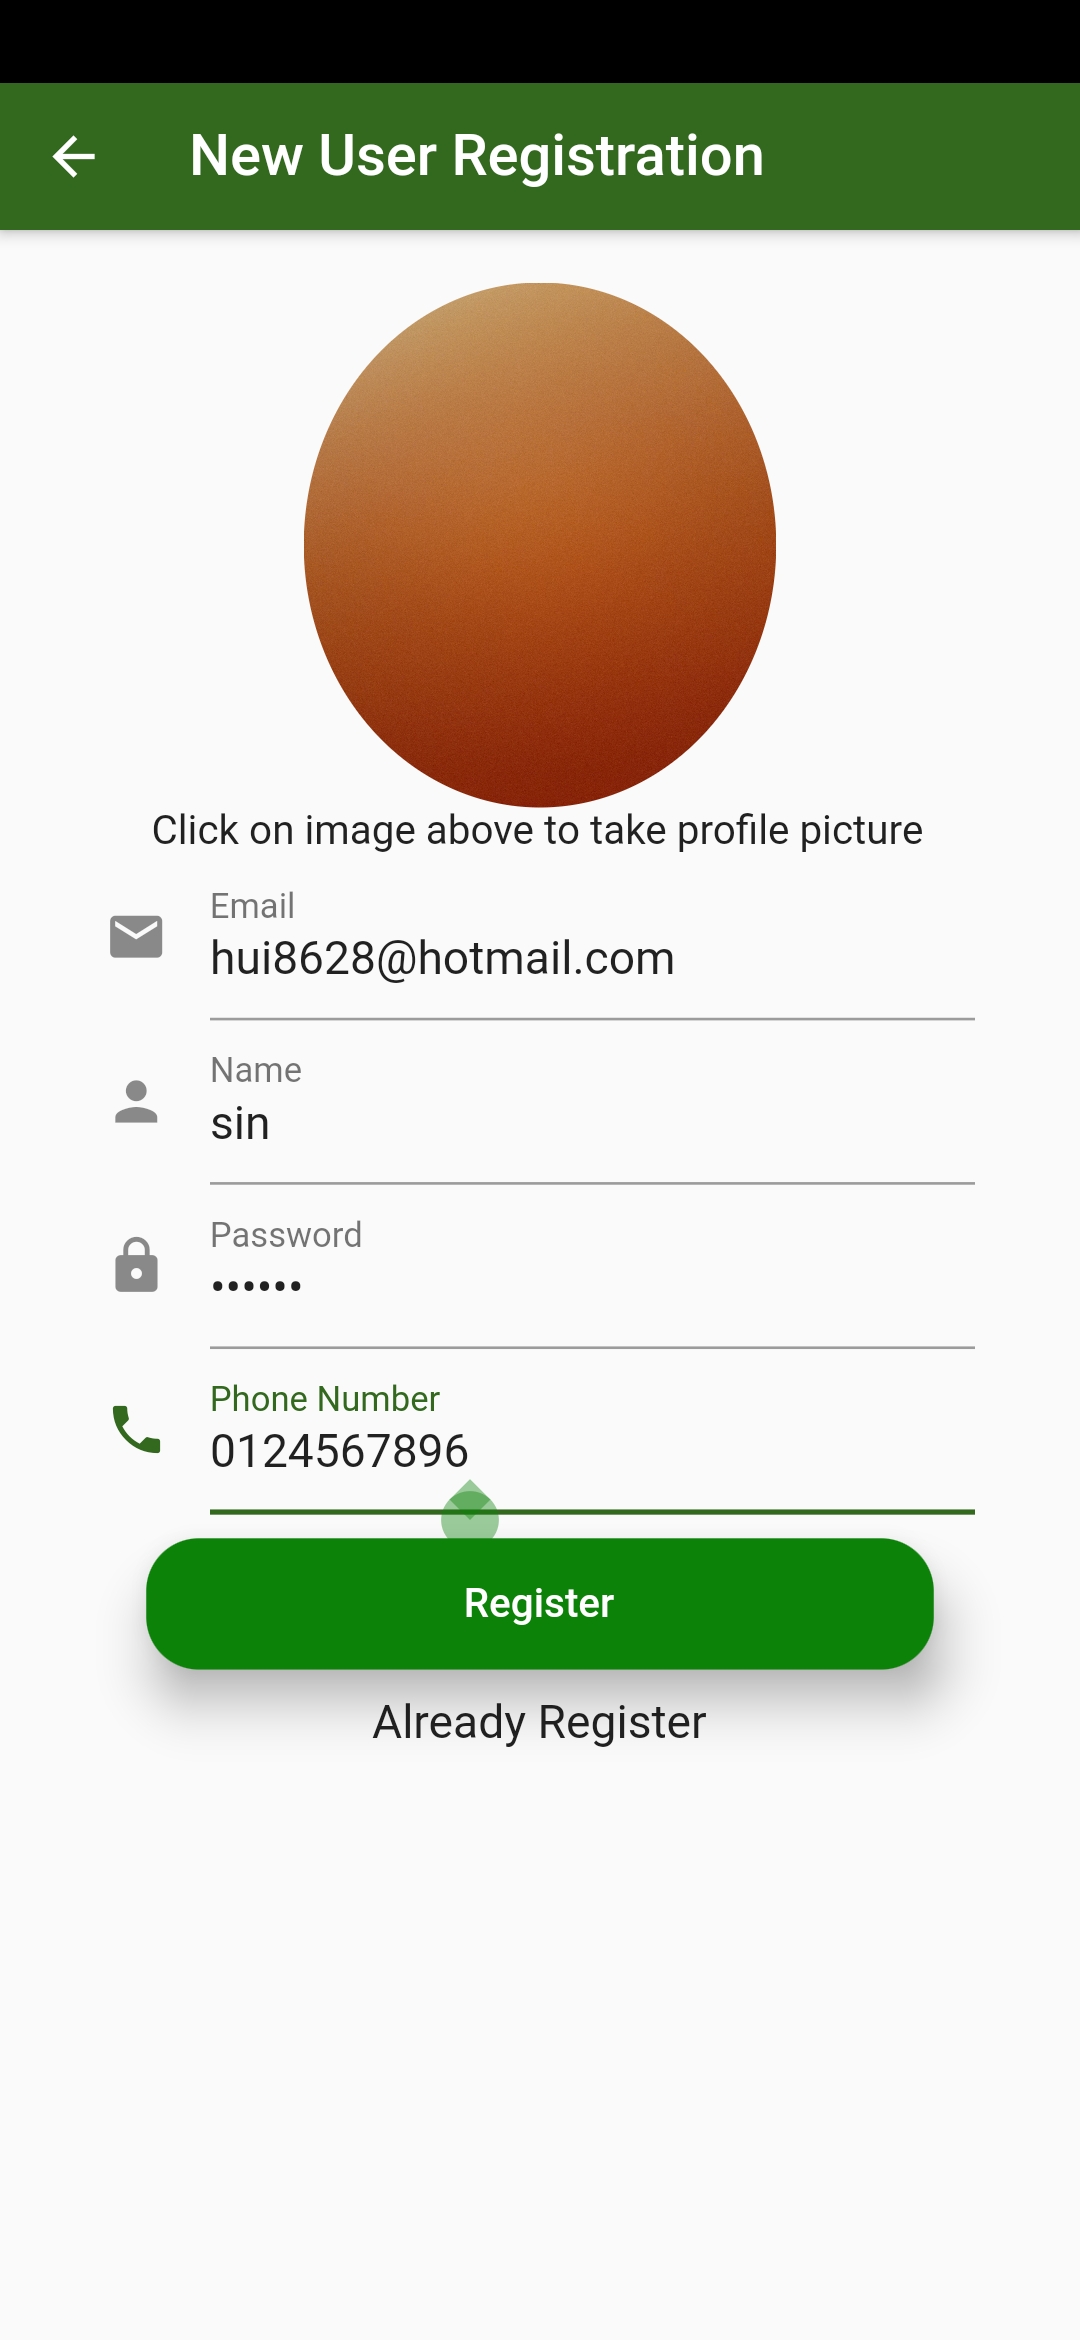 New User Registration
Click on image above to take profile picture
Email
hui8628@hotmail.com
Name
sin
Password
••••••
Phone Number
0124567896
Register
Already Register